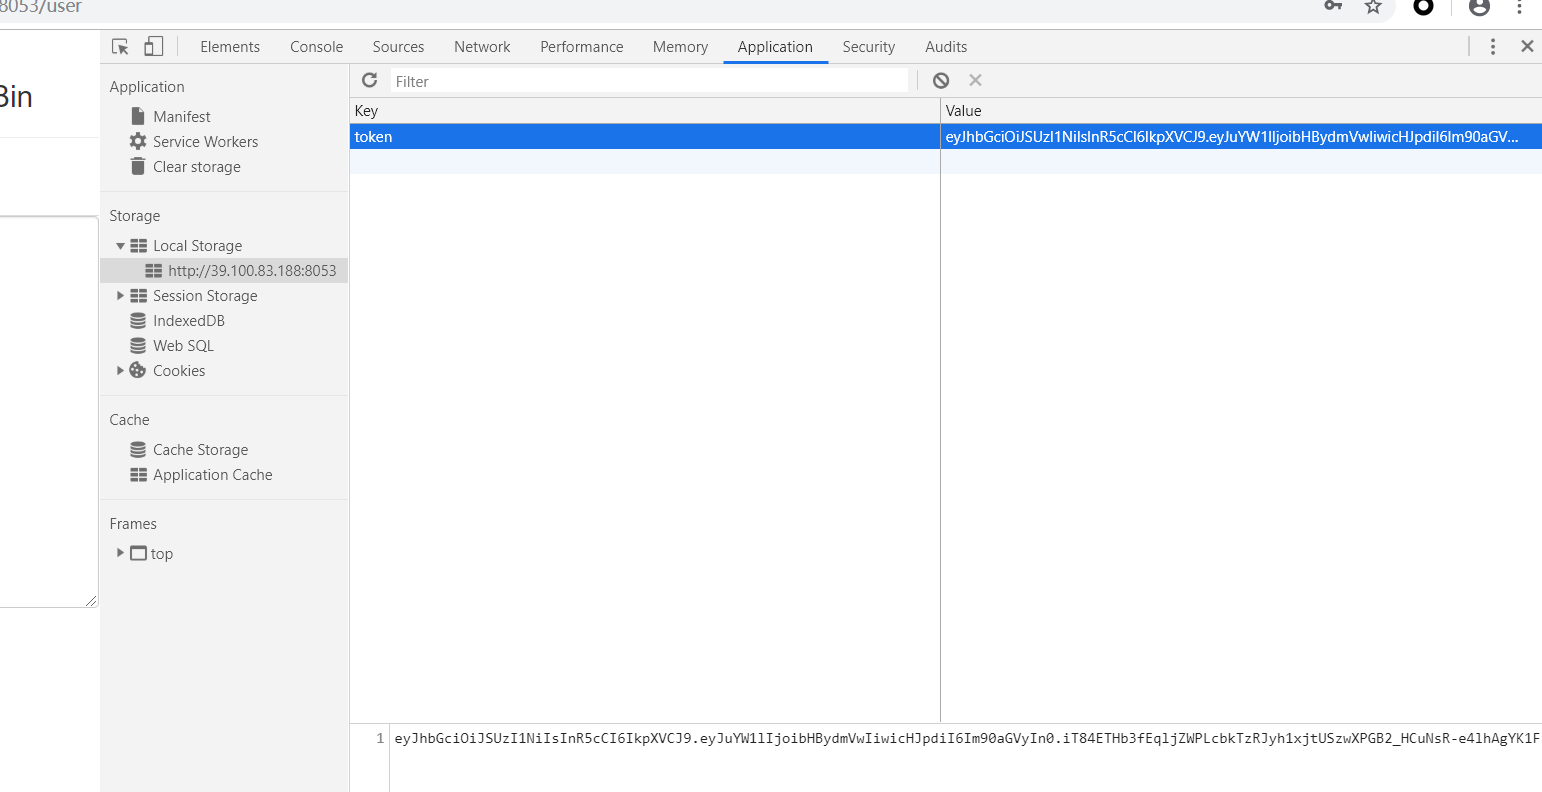 8053/user
Elements Console Sources Network Performance Memory Application Security Audits
Bin
Application
Manifest
Service Workers
Clear storage
Storage
Local Storage
http://39.100.83.188:8053
Session Storage
IndexedDB
Web SQL
Cookies
Cache
Cache Storage
Application Cache
Frames
top
Filter
Key Value
token eyJhbGciOiJSUzI1NiIsInR5cCI6IkpXVCJ9.eyJuYW1lIjoibHBydmVwIiwicHJpdiI6Im90aGV...
1 eyJhbGciOiJSUzI1NiIsInR5cCI6IkpXVCJ9.eyJuYW1lIjoibHBydmVwIiwicHJpdiI6Im90aGVyIn0.iT84ETHb3fEqljZWPLcbkTzRJyh1xjtUSzwXPGB2_HCuNsR-e4lhAgYK1F